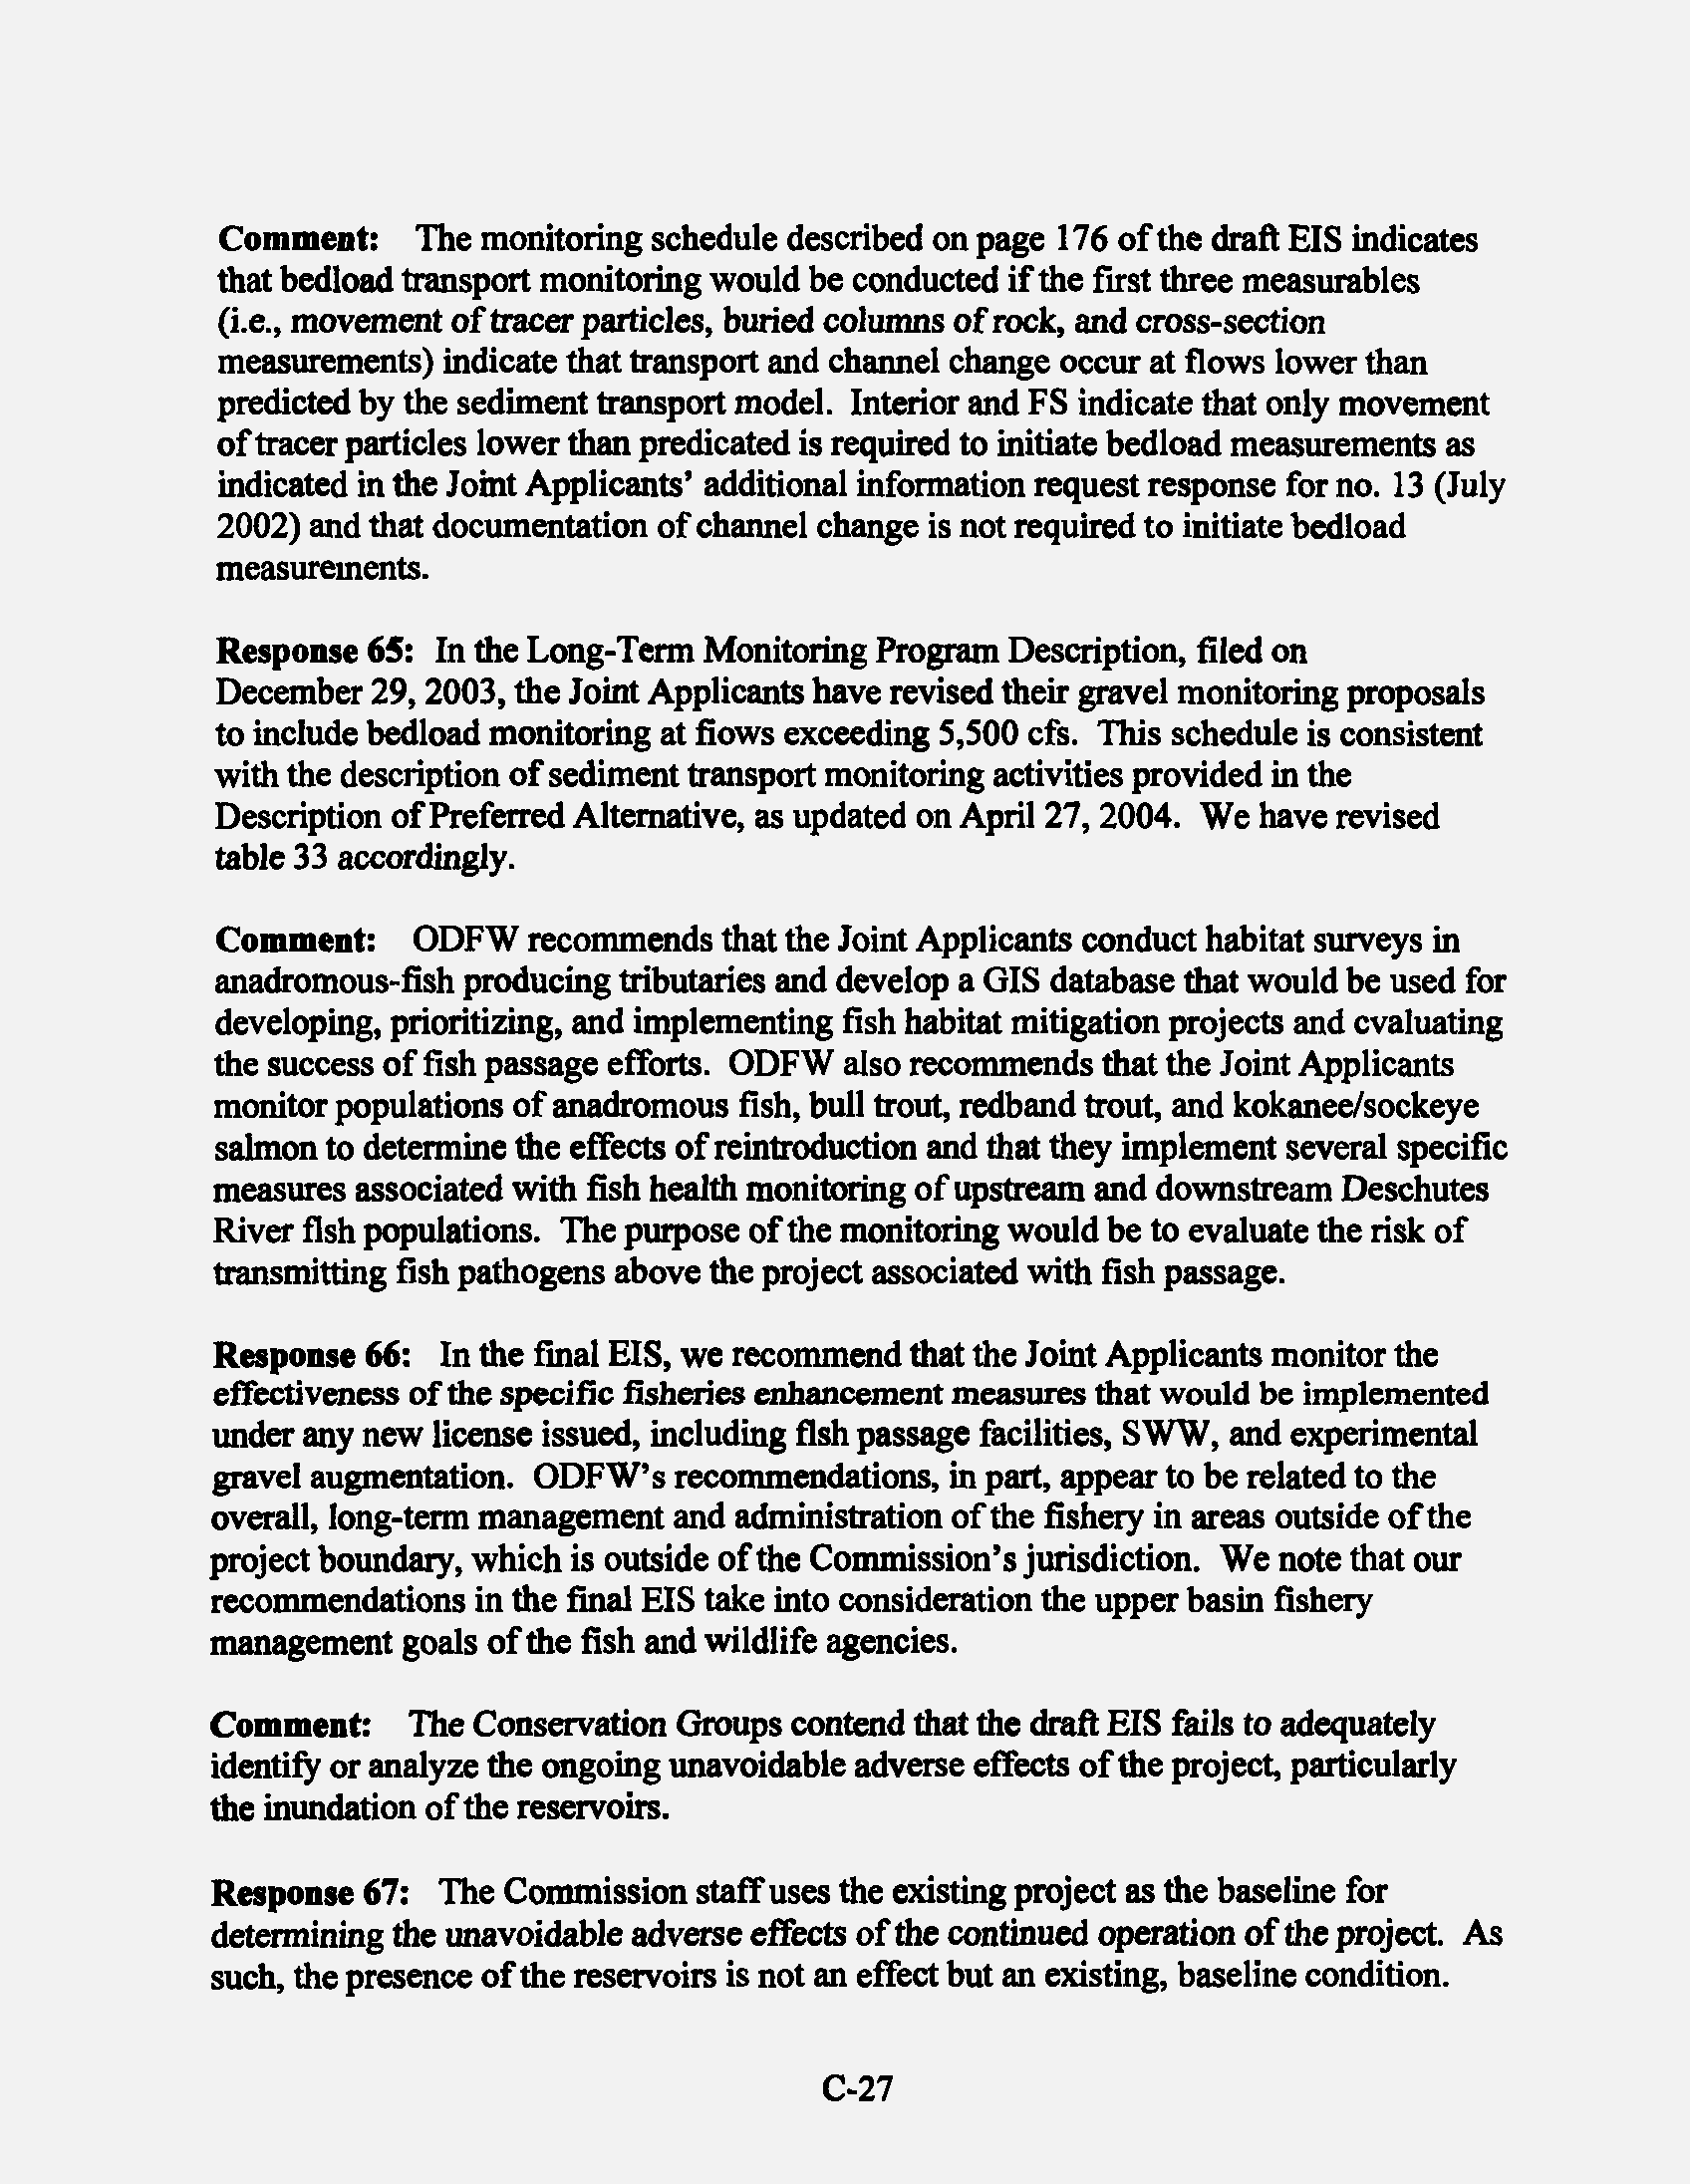 Comment: The monitoring schedule described on page 176 of the draft EIS indicates
that bedload transport monitoring would be conducted if the first three measurables
(i.e., movement of tracer particles, buried columns of rock, and cross-section
measurements) indicate that transport and channel change occur at flows lower than
predicted by the sediment transport model. Interior and FS indicate that only movement
of tracer particles lower than predicated is required to initiate bedload measurements as
indicated in the Joint Applicants' additional information request response for no. 13 (July
2002) and that documentation of channel change is not required to initiate bedload
measurements.
Response 65: In the Long-Term Monitoring Program Description, filed on
December 29, 2003, the Joint Applicants have revised their gravel monitoring proposals
to include bedload monitoring at flows exceeding 5,500 cfs. This schedule is consistent
with the description of sediment transport monitoring activities provided in the
Description of Preferred Alternative, as updated on April 27, 2004. We have revised
table 33 accordingly.
Comment: ODFW recommends that the Joint Applicants conduct habitat surveys in
anadromous-fish producing tributaries and develop a GIS database that would be used for
developing, prioritizing, and implementing fish habitat mitigation projects and evaluating
the success of fish passage efforts. ODFW also recommends that the Joint Applicants
monitor populations of anadromous fish, bull trout, redband trout, and kokanee/sockeye
salmon to determine the effects of reintroduction and that they implement several specific
measures associated with fish health monitoring of upstream and downstream Deschutes
River fish populations. The purpose of the monitoring would be to evaluate the risk of
transmitting fish pathogens above the project associated with fish passage.
Response 66: In the final EIS, we recommend that the Joint Applicants monitor the
effectiveness of the specific fisheries enhancement measures that would be implemented
under any new license issued, including fish passage facilities, SWW, and experimental
gravel augmentation. ODFW's recommendations, in part, appear to be related to the
overall, long-term management and administration of the fishery in areas outside of the
project boundary, which is outside of the Commission's jurisdiction. We note that our
recommendations in the final EIS take into consideration the upper basin fishery
management goals of the fish and wildlife agencies.
Comment: The Conservation Groups contend that the draft EIS fails to adequately
identify or analyze the ongoing unavoidable adverse effects of the project, particularly
the inundation of the reservoirs.
Response 67: The Commission staff uses the existing project as the baseline for
determining the unavoidable adverse effects of the continued operation of the project. As
such, the presence of the reservoirs is not an effect but an existing, baseline condition.
C-27